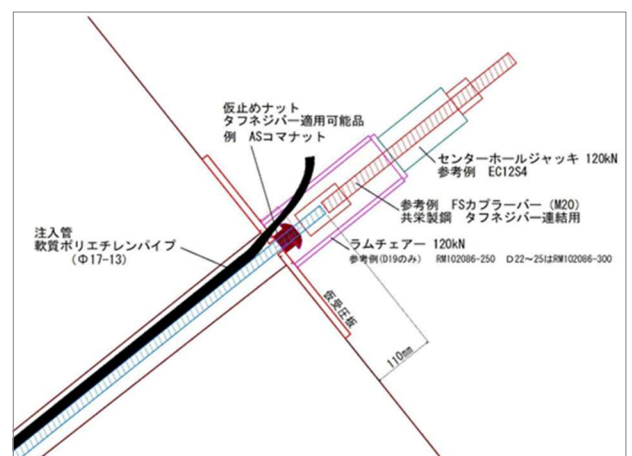 仮止めナット
タフネジバー適用可能品
例 ASコマナット
センターホールジャッキ 120kN
参考例 EC12S4
参考例 FSカプラーバー (M20)
共栄製鋼 タフネジバー連結用
注入管
軟質ポリエチレンパイプ
(Φ17-13)
ラムチェアー 120kN
参考例(D19のみ) RM102086-250 D22～25はRM102086-300
仮受圧板
110mm